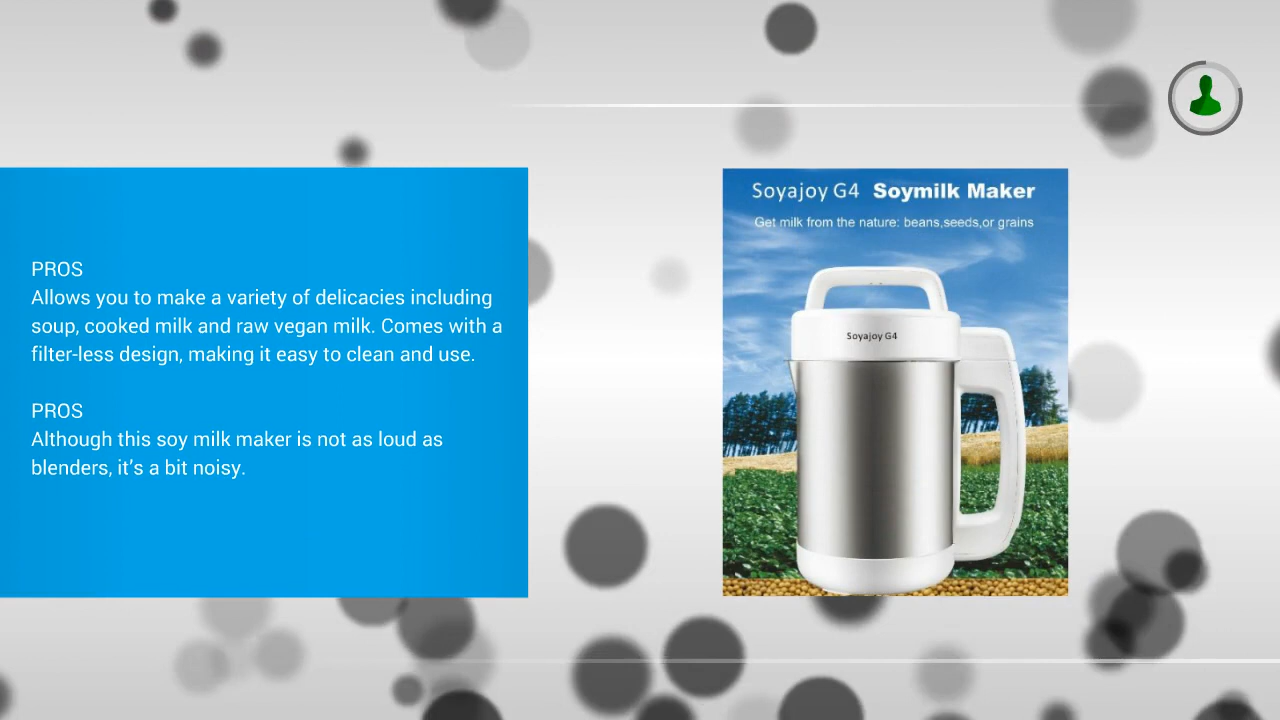 PROS
Allows you to make a variety of delicacies including
soup, cooked milk and raw vegan milk. Comes with a
filter-less design, making it easy to clean and use.
PROS
Although this soy milk maker is not as loud as
blenders, it’s a bit noisy.
Soyajoy G4 Soymilk Maker
Get milk from the nature: beans,seeds,or grains
Soyajoy G4